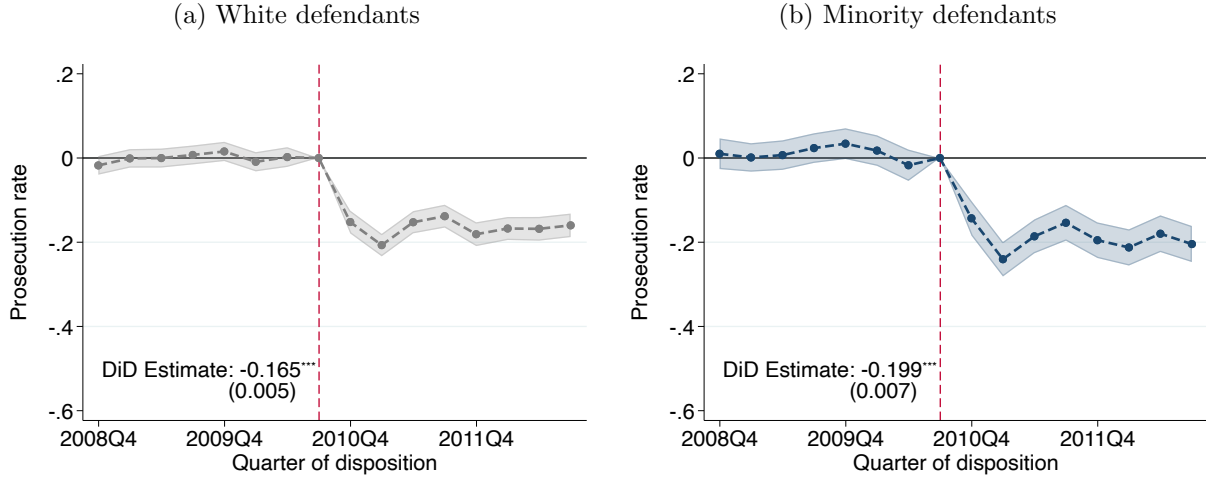 (a) White defendants
Prosecution rate
.2
0
-.2
-.4
-.6
DiD Estimate: -0.165***
(0.005)
2008Q4 2009Q4 2010Q4 2011Q4
Quarter of disposition
(b) Minority defendants
Prosecution rate
.2
0
-.2
-.4
-.6
DiD Estimate: -0.199***
(0.007)
2008Q4 2009Q4 2010Q4 2011Q4
Quarter of disposition